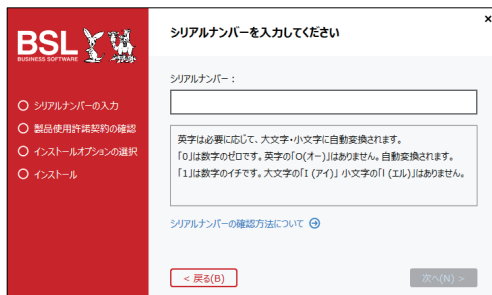 ×
BSL
BUSINESS SOFTWARE
シリアルナンバーの入力
製品使用許諾契約の確認
インストールオプションの選択
インストール
シリアルナンバーを入力してください
シリアルナンバー：
英字は必要に応じて、大文字・小文字に自動変換されます。
「0」は数字のゼロです。英字の「O(オー)」はありません。自動変換されます。
「1」は数字のイチです。大文字の「I (アイ)」 小文字の「l (エル)」はありません。
シリアルナンバーの確認方法について
< 戻る(B)
次へ(N) >